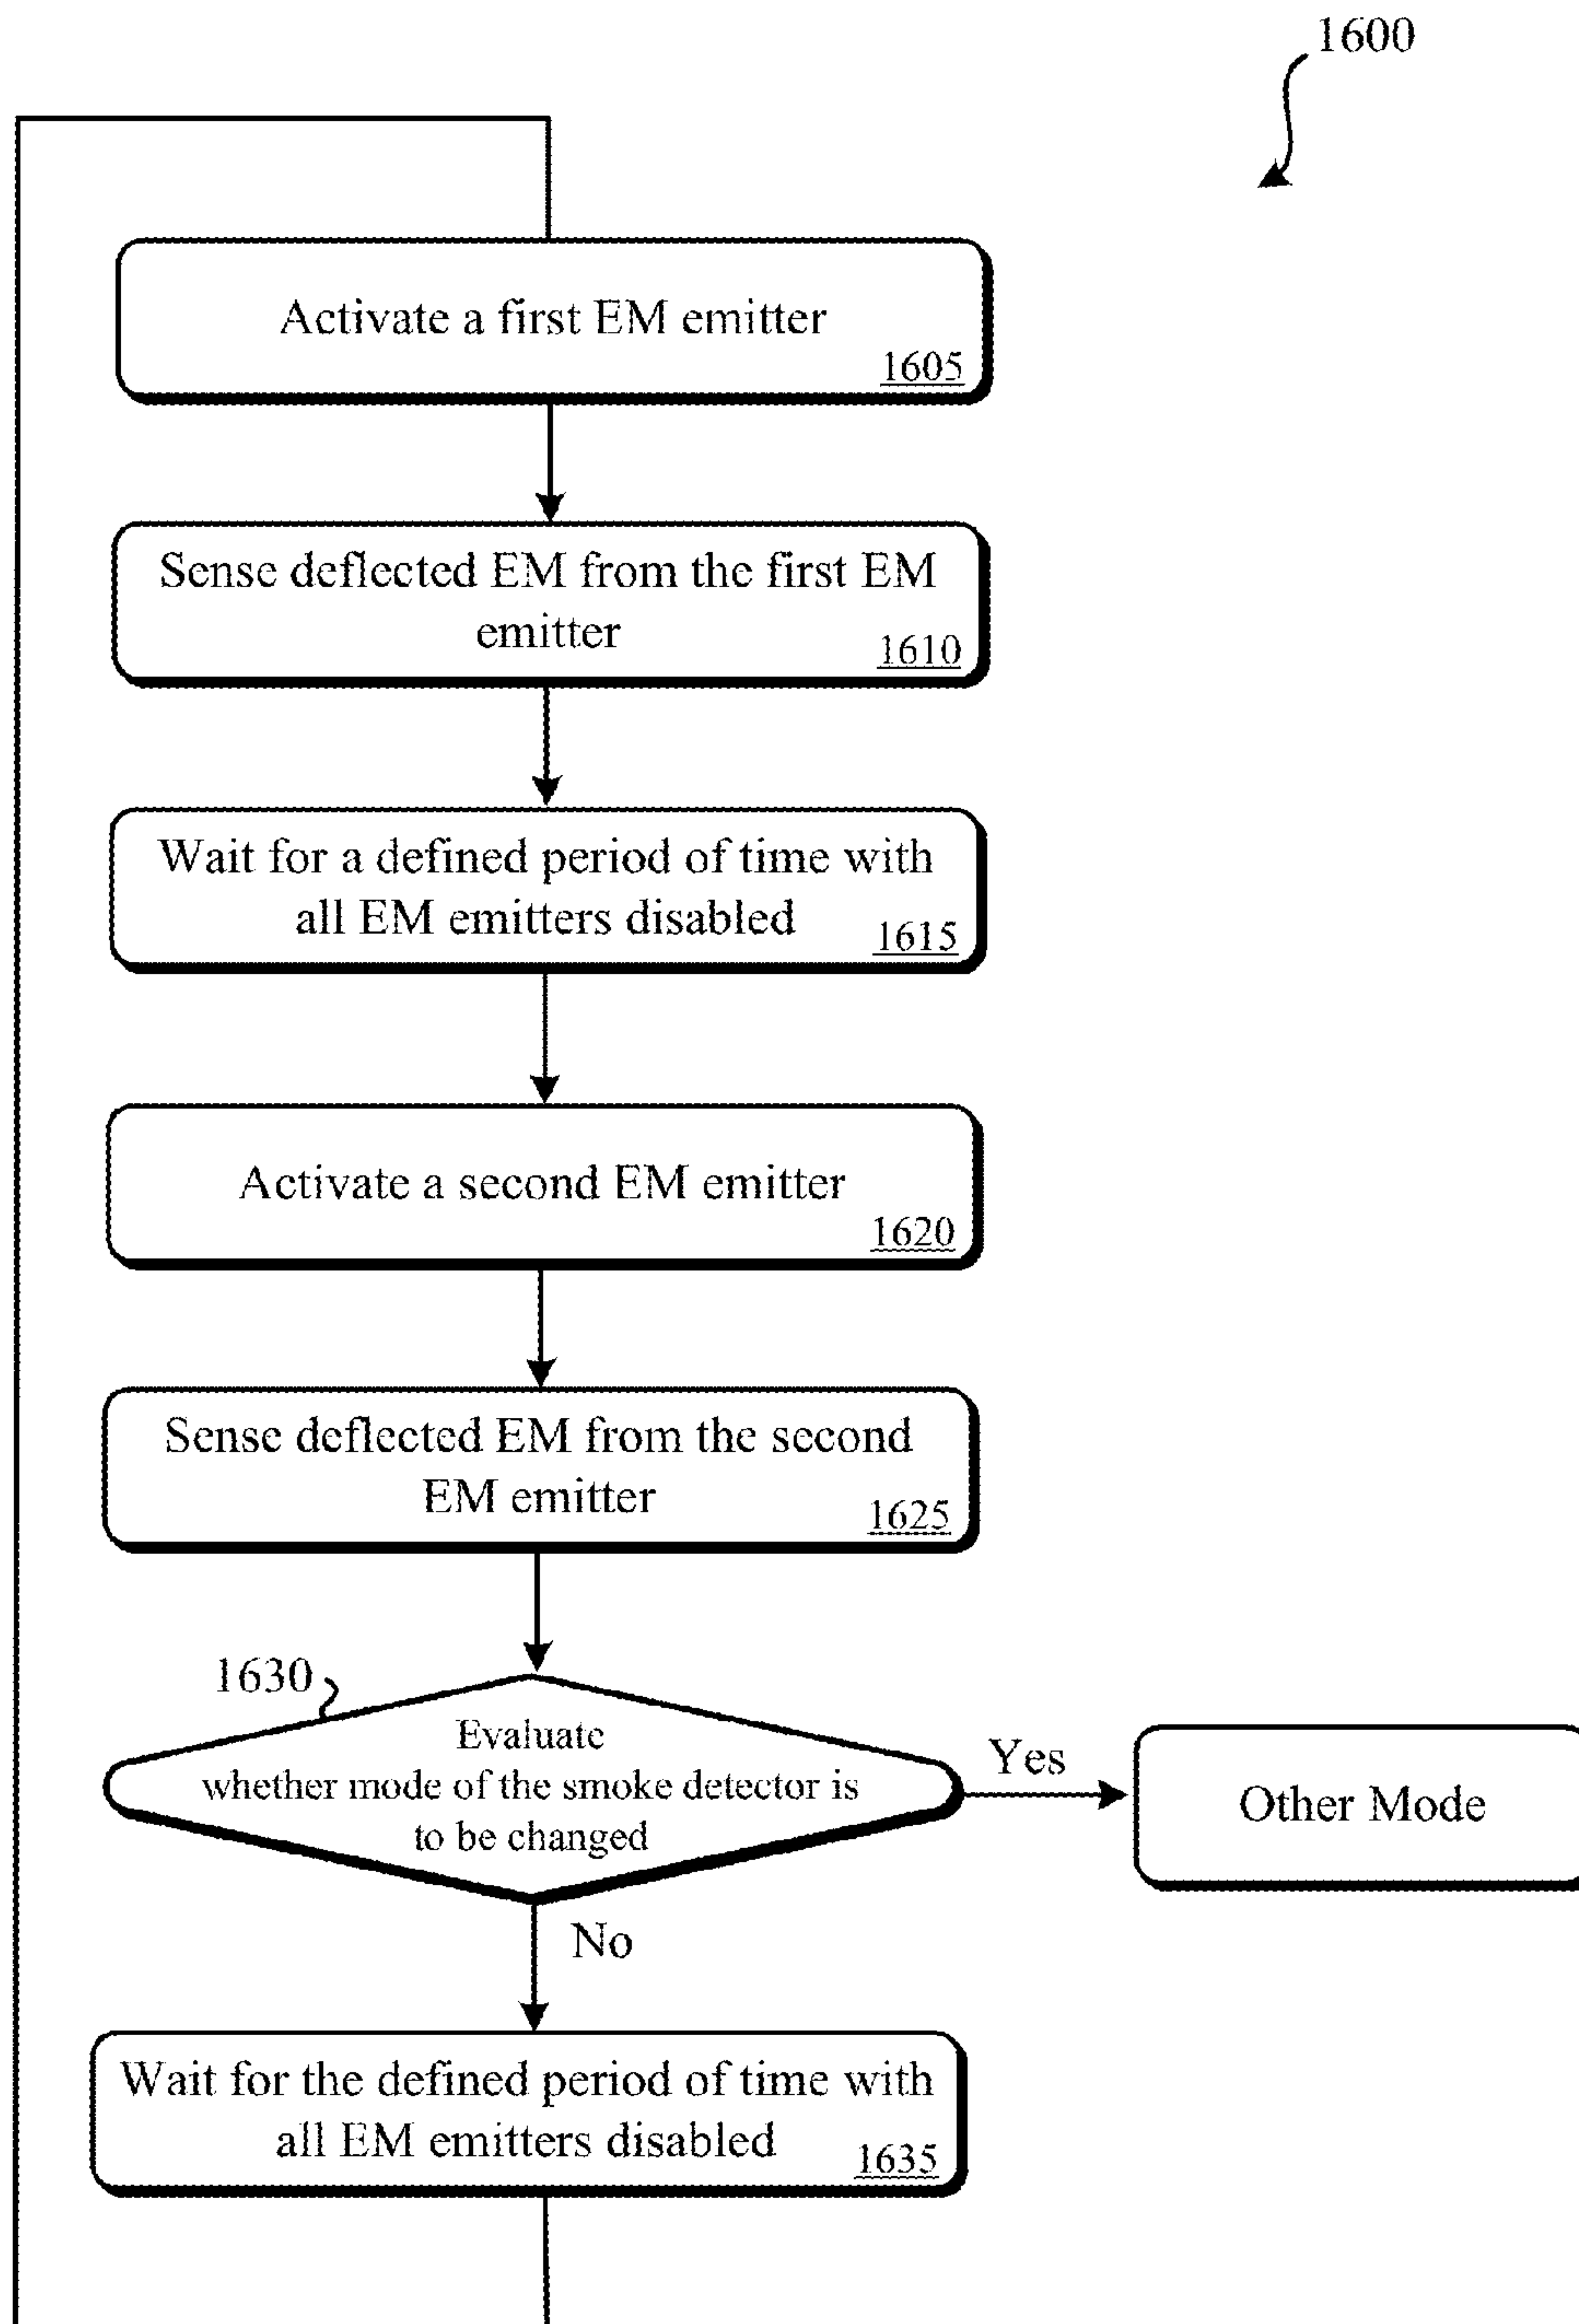 1600
Activate a first EM emitter
1605
Sense deflected EM from the first EM
emitter
1610
Wait for a defined period of time with
all EM emitters disabled
1615
Activate a second EM emitter
1620
Sense deflected EM from the second
EM emitter
1625
1630
Evaluate
whether mode of the smoke detector is
to be changed
Yes
Other Mode
No
Wait for the defined period of time with
all EM emitters disabled
1635